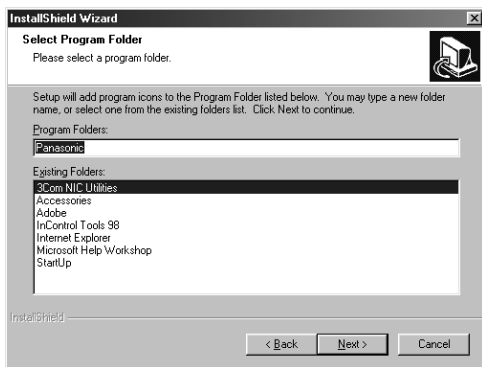 InstallShield Wizard
Select Program Folder
Please select a program folder.
Setup will add program icons to the Program Folder listed below. You may type a new folder
name, or select one from the existing folders list. Click Next to continue.
Program Folders:
Panasonic
Existing Folders:
3Com NIC Utilities
Accessories
Adobe
InControl Tools 98
Internet Explorer
Microsoft Help Workshop
StartUp
InstallShield
< Back Next > Cancel